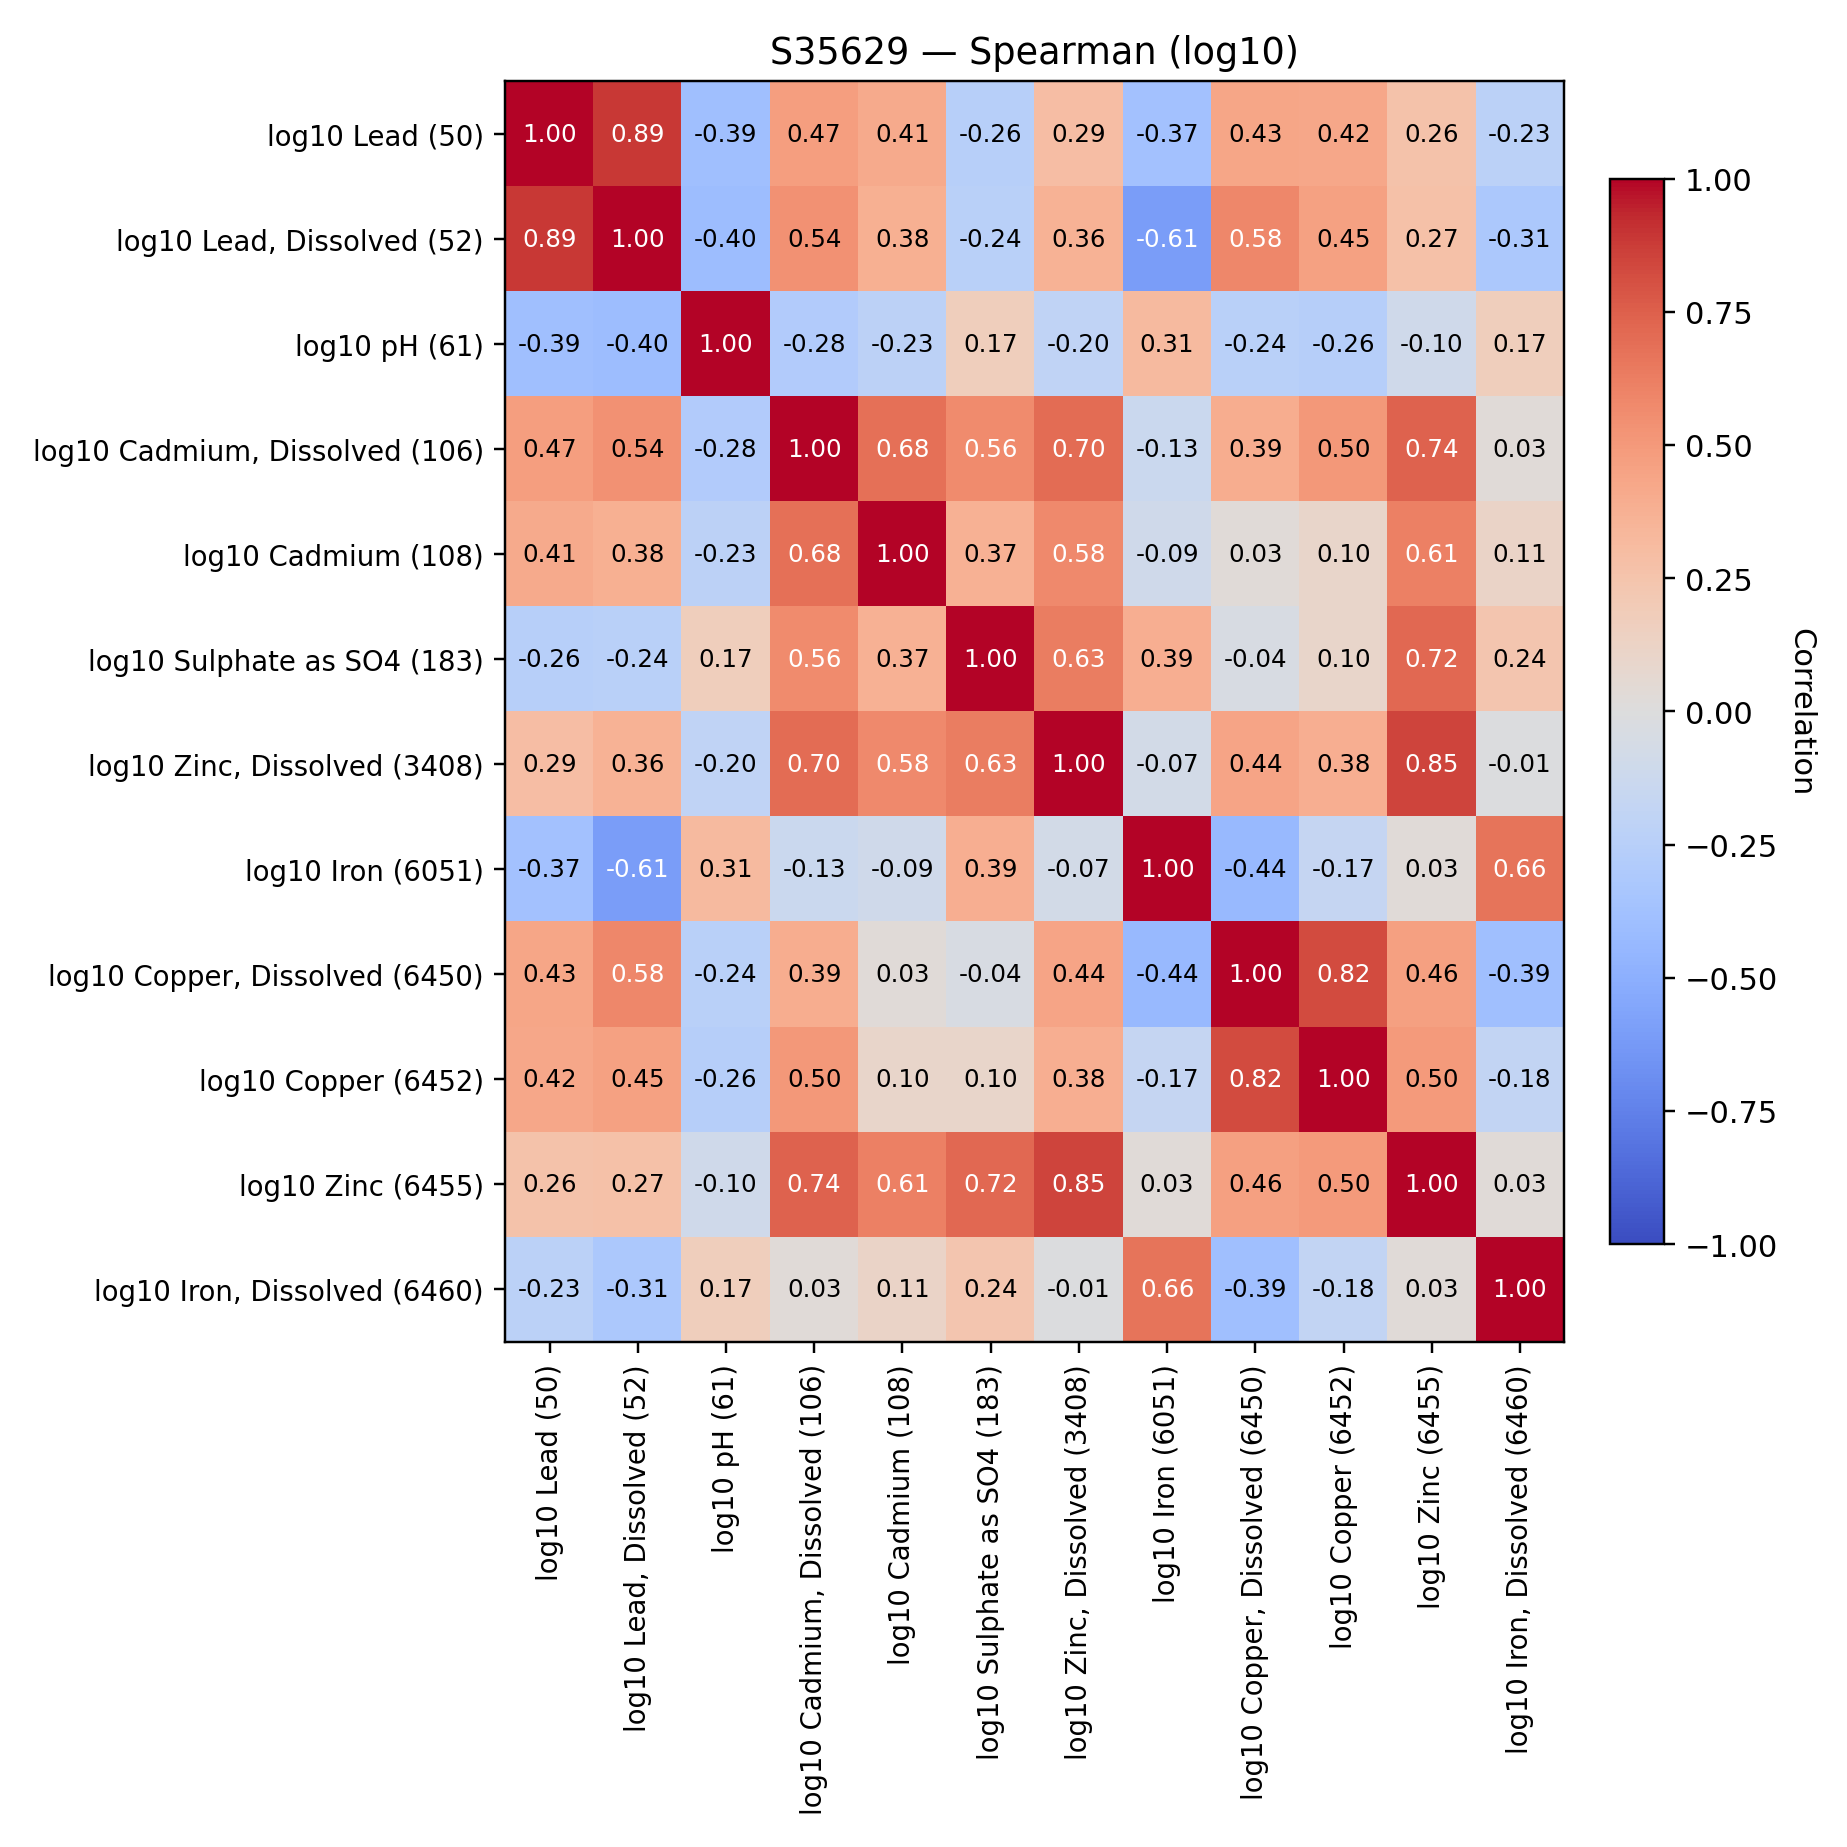 S35629 — Spearman (log10)
log10 Lead (50) 1.00 0.89 -0.39 0.47 0.41 -0.26 0.29 -0.37 0.43 0.42 0.26 -0.23
log10 Lead, Dissolved (52) 0.89 1.00 -0.40 0.54 0.38 -0.24 0.36 -0.61 0.58 0.45 0.27 -0.31
log10 pH (61) -0.39 -0.40 1.00 -0.28 -0.23 0.17 -0.20 0.31 -0.24 -0.26 -0.10 0.17
log10 Cadmium, Dissolved (106) 0.47 0.54 -0.28 1.00 0.68 0.56 0.70 -0.13 0.39 0.50 0.74 0.03
log10 Cadmium (108) 0.41 0.38 -0.23 0.68 1.00 0.37 0.58 -0.09 0.03 0.10 0.61 0.11
log10 Sulphate as SO4 (183) -0.26 -0.24 0.17 0.56 0.37 1.00 0.63 0.39 -0.04 0.10 0.72 0.24
log10 Zinc, Dissolved (3408) 0.29 0.36 -0.20 0.70 0.58 0.63 1.00 -0.07 0.44 0.38 0.85 -0.01
log10 Iron (6051) -0.37 -0.61 0.31 -0.13 -0.09 0.39 -0.07 1.00 -0.44 -0.17 0.03 0.66
log10 Copper, Dissolved (6450) 0.43 0.58 -0.24 0.39 0.03 -0.04 0.44 -0.44 1.00 0.82 0.46 -0.39
log10 Copper (6452) 0.42 0.45 -0.26 0.50 0.10 0.10 0.38 -0.17 0.82 1.00 0.50 -0.18
log10 Zinc (6455) 0.26 0.27 -0.10 0.74 0.61 0.72 0.85 0.03 0.46 0.50 1.00 0.03
log10 Iron, Dissolved (6460) -0.23 -0.31 0.17 0.03 0.11 0.24 -0.01 0.66 -0.39 -0.18 0.03 1.00
log10 Lead (50)
log10 Lead, Dissolved (52)
log10 pH (61)
log10 Cadmium, Dissolved (106)
log10 Cadmium (108)
log10 Sulphate as SO4 (183)
log10 Zinc, Dissolved (3408)
log10 Iron (6051)
log10 Copper, Dissolved (6450)
log10 Copper (6452)
log10 Zinc (6455)
log10 Iron, Dissolved (6460)
1.00
0.75
0.50
0.25
0.00
−0.25
−0.50
−0.75
−1.00
Correlation